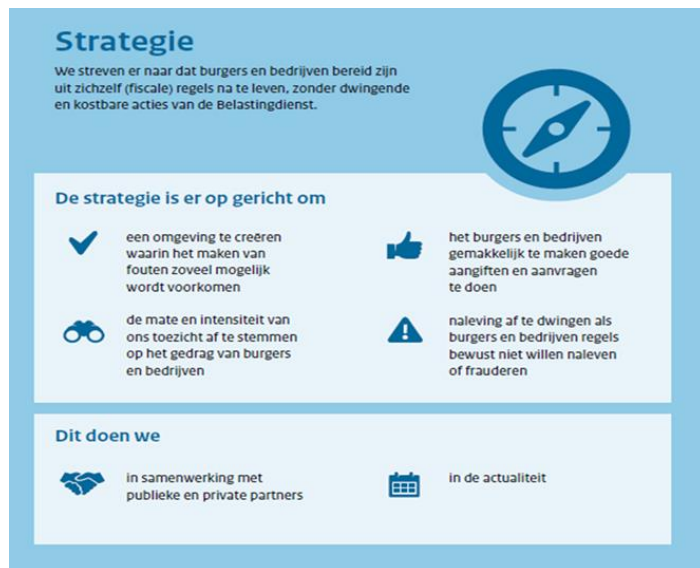 Strategie
We streven er naar dat burgers en bedrijven bereid zijn
uit zichzelf (fiscale) regels na te leven, zonder dwingende
en kostbare acties van de Belastingdienst.
De strategie is er op gericht om
een omgeving te creëren
waarin het maken van
fouten zoveel mogelijk
wordt voorkomen
het burgers en bedrijven
gemakkelijk te maken goede
aangiften en aanvragen
te doen
de mate en intensiteit van
ons toezicht af te stemmen
op het gedrag van burgers
en bedrijven
naleving af te dwingen als
burgers en bedrijven regels
bewust niet willen naleven
of frauderen
Dit doen we
in samenwerking met
publieke en private partners
in de actualiteit